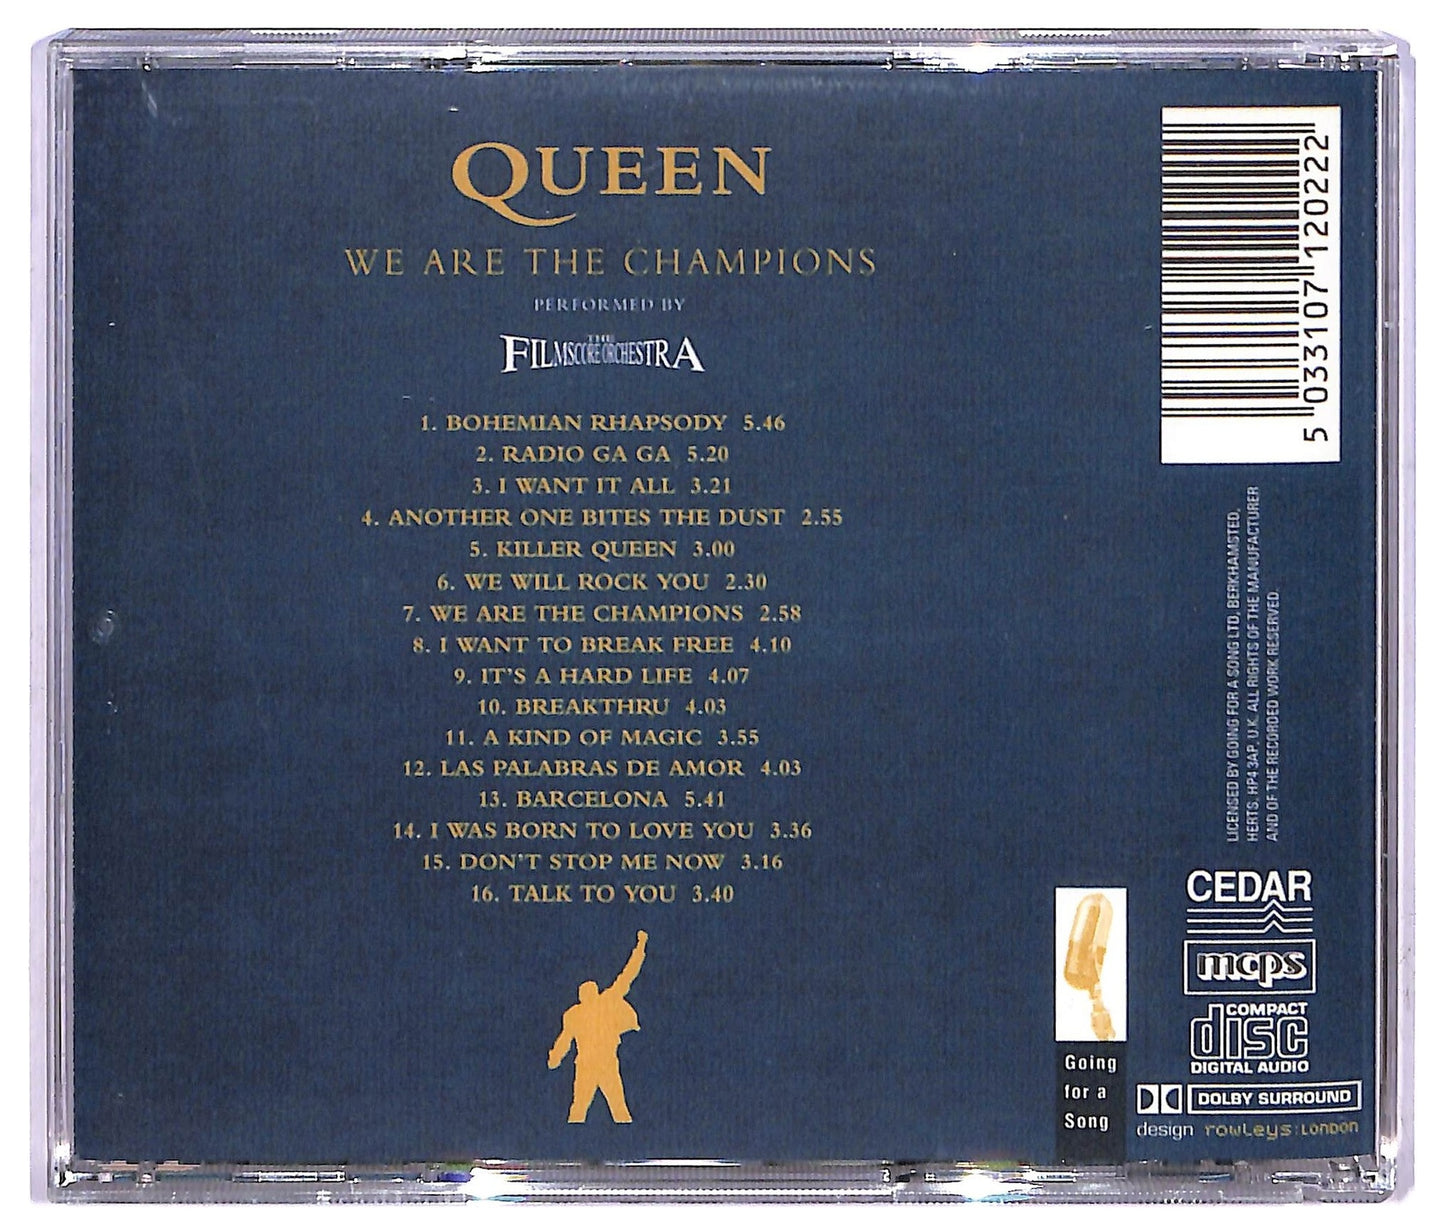 QUEEN
WE ARE THE CHAMPIONS
PERFORMED BY
THE
FILMSCORE ORCHESTRA
1. BOHEMIAN RHAPSODY 5.46
2. RADIO GA GA 5.20
3. I WANT IT ALL 3.21
4. ANOTHER ONE BITES THE DUST 2.55
5. KILLER QUEEN 3.00
6. WE WILL ROCK YOU 2.30
7. WE ARE THE CHAMPIONS 2.58
8. I WANT TO BREAK FREE 4.10
9. IT'S A HARD LIFE 4.07
10. BREAKTHRU 4.03
11. A KIND OF MAGIC 3.55
12. LAS PALABRAS DE AMOR 4.03
13. BARCELONA 5.41
14. I WAS BORN TO LOVE YOU 3.36
15. DON'T STOP ME NOW 3.16
16. TALK TO YOU 3.40
5 033107 120222
LICENSED BY GOING FOR A SONG LTD, BERKHAMSTED,
HERTS. HP4 3AP, U.K. ALL RIGHTS OF THE MANUFACTURER
AND OF THE RECORDED WORK RESERVED.
Going
for a
Song
CEDAR
mcps
COMPACT
disc
DIGITAL AUDIO
DOLBY SURROUND
design rowleys:LONDON